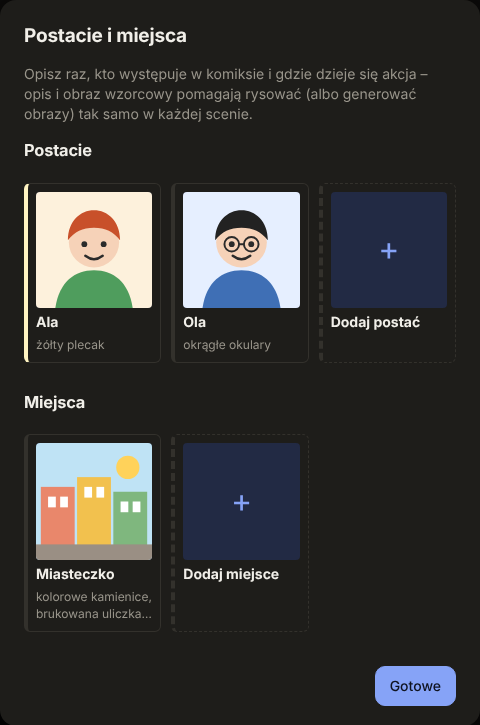 Postacie i miejsca
Opisz raz, kto występuje w komiksie i gdzie dzieje się akcja –
opis i obraz wzorcowy pomagają rysować (albo generować
obrazy) tak samo w każdej scenie.
Postacie
Ala
żółty plecak
Ola
okrągłe okulary
+
Dodaj postać
Miejsca
Miasteczko
kolorowe kamienice,
brukowana uliczka...
+
Dodaj miejsce
Gotowe